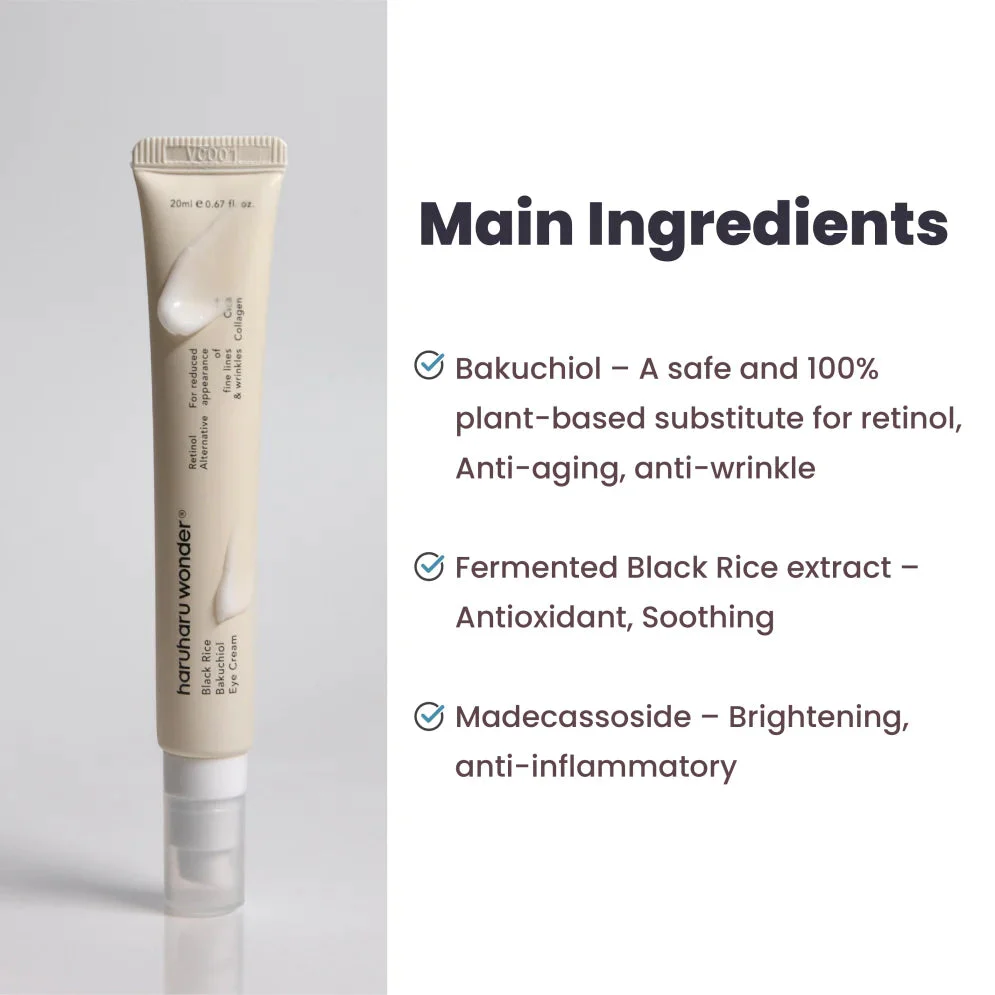 VC001
20ml e 0.67 fl. oz.
Cica +
Collagen
For reduced
appearance
of
fine lines
& wrinkles
Retinol
Alternative
haruharu wonder®
Black Rice
Bakuchiol
Eye Cream
Main Ingredients
Bakuchiol – A safe and 100%
plant-based substitute for retinol,
Anti-aging, anti-wrinkle
Fermented Black Rice extract –
Antioxidant, Soothing
Madecassoside – Brightening,
anti-inflammatory